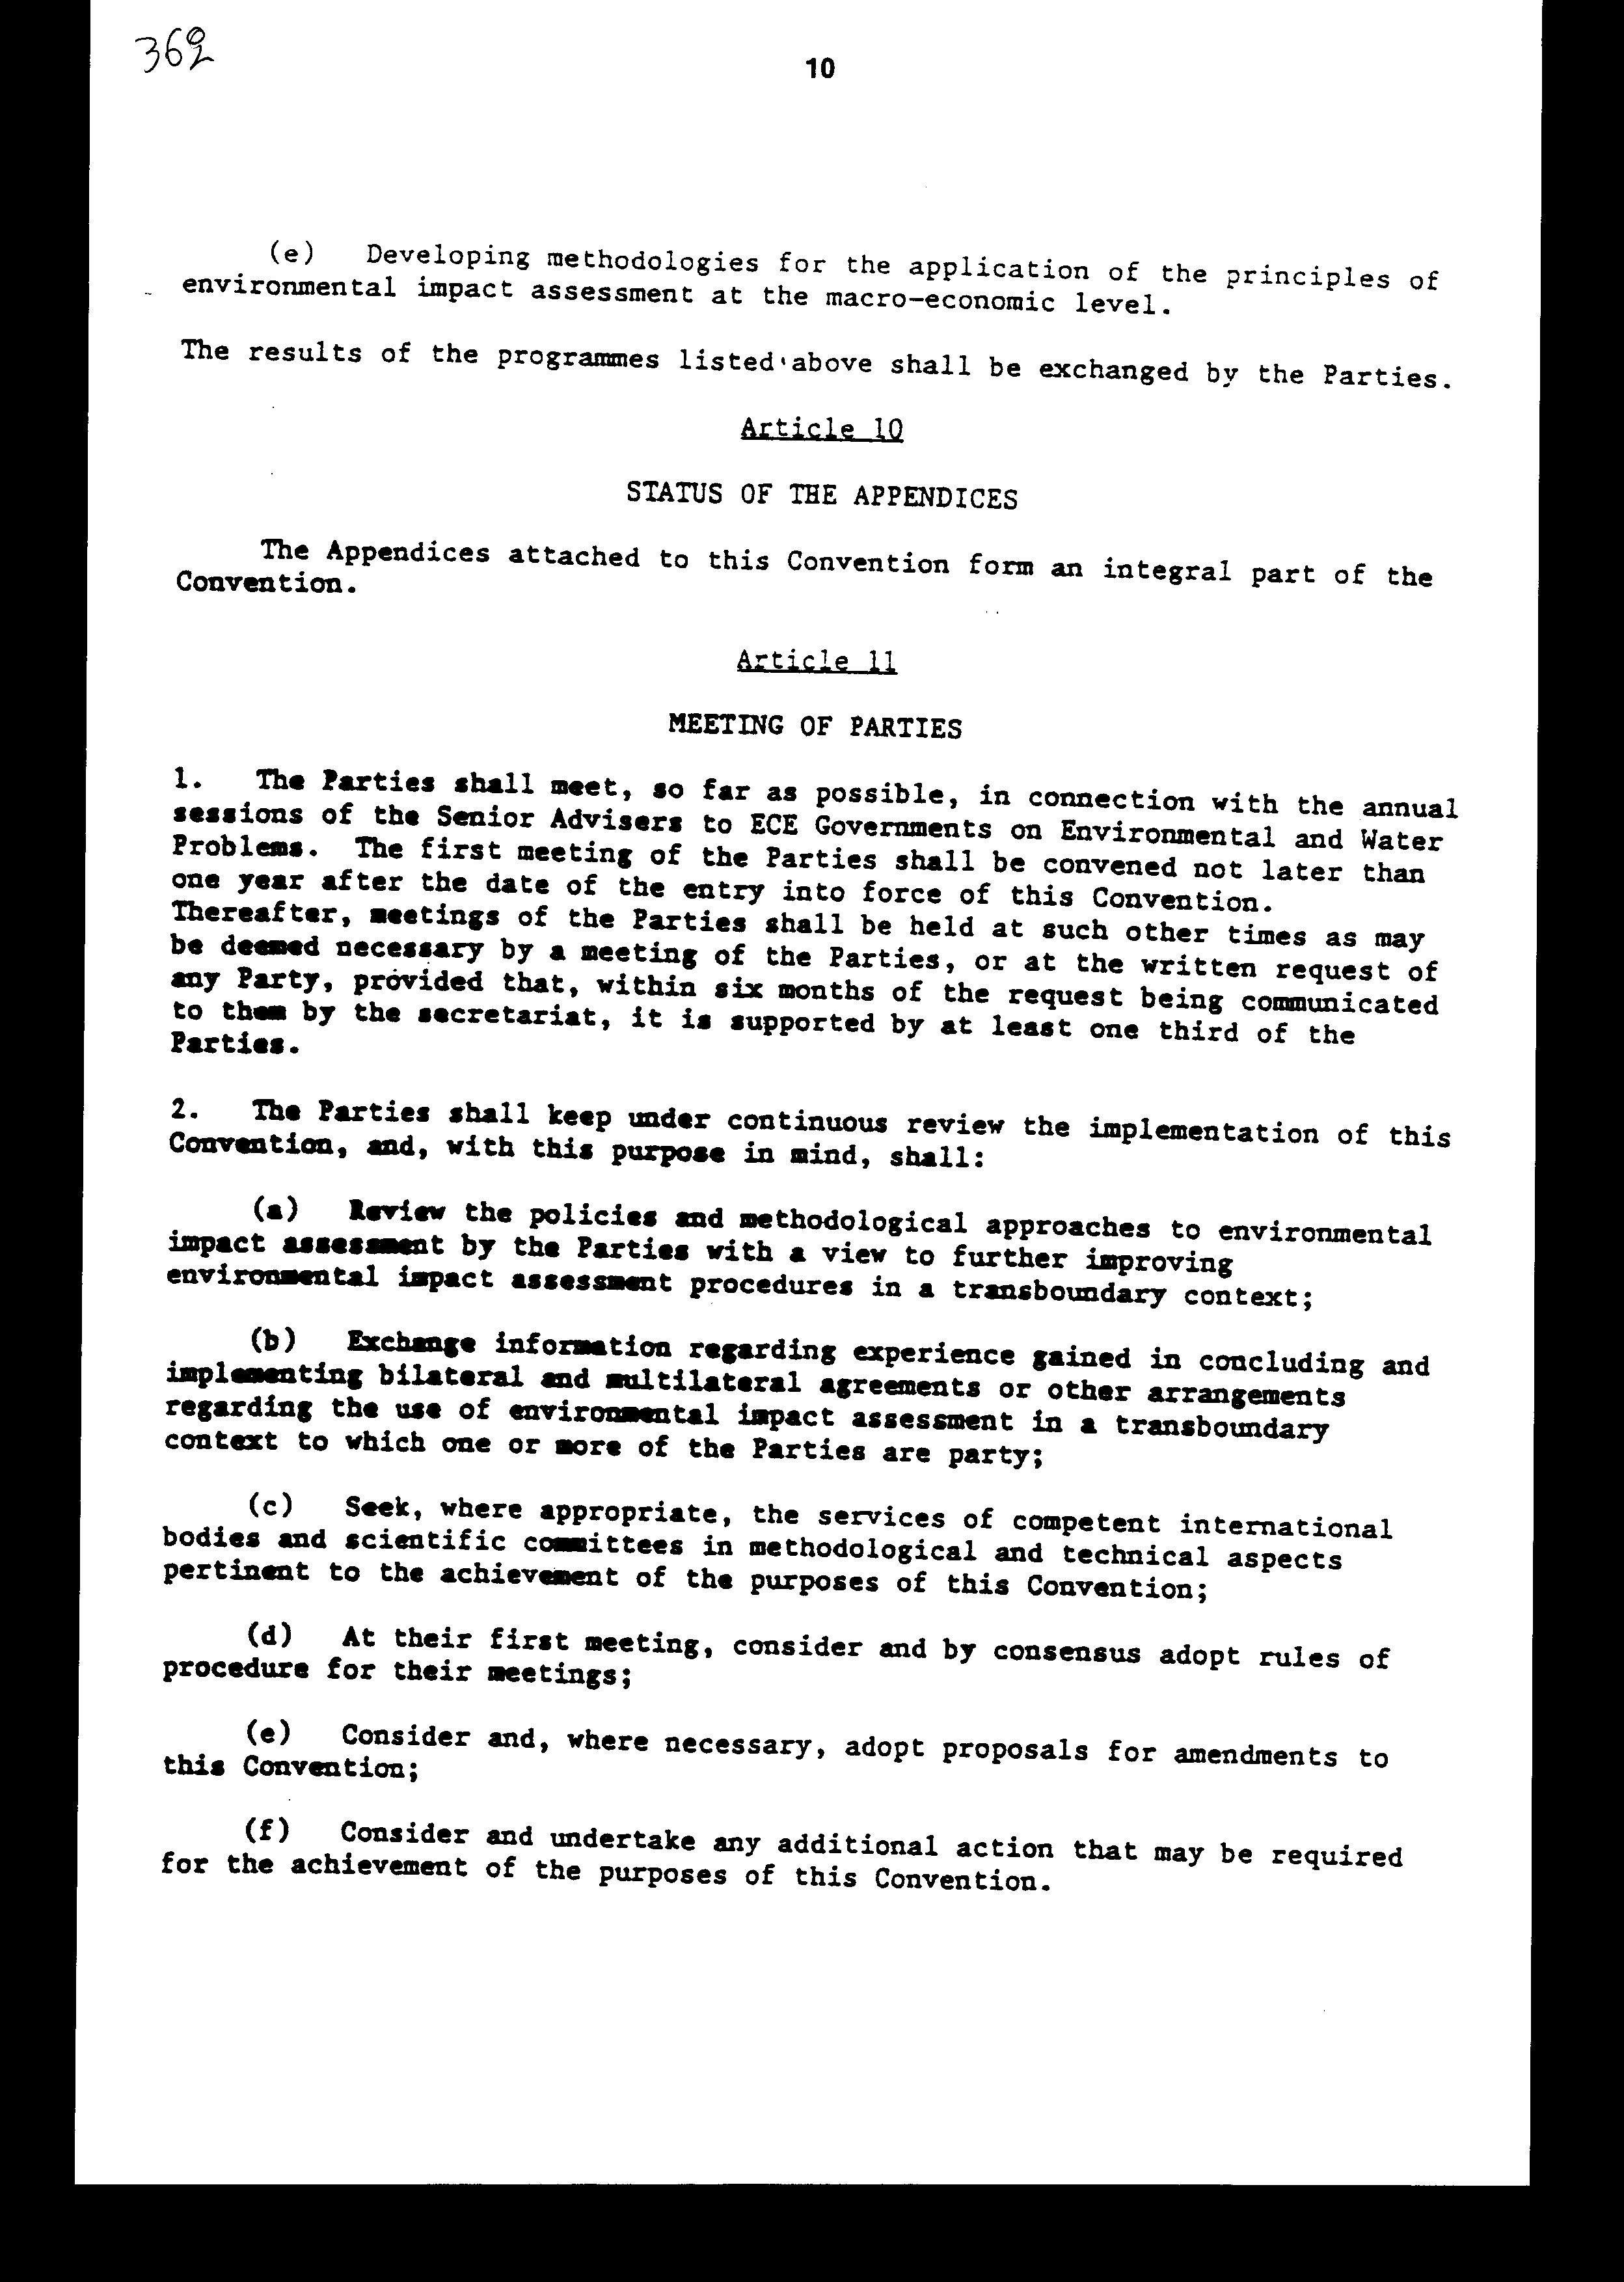 362
10
(e) Developing methodologies for the application of the principles of
environmental impact assessment at the macro-economic level.
The results of the programmes listed above shall be exchanged by the Parties.
Article 10
STATUS OF THE APPENDICES
The Appendices attached to this Convention form an integral part of the
Convention.
Article 11
MEETING OF PARTIES
1. The Parties shall meet, so far as possible, in connection with the annual
sessions of the Senior Advisers to ECE Governments on Environmental and Water
Problems. The first meeting of the Parties shall be convened not later than
one year after the date of the entry into force of this Convention.
Thereafter, meetings of the Parties shall be held at such other times as may
be deemed necessary by a meeting of the Parties, or at the written request of
any Party, provided that, within six months of the request being communicated
to them by the secretariat, it is supported by at least one third of the
Parties.
2. The Parties shall keep under continuous review the implementation of this
Convention, and, with this purpose in mind, shall:
(a) Review the policies and methodological approaches to environmental
impact assessment by the Parties with a view to further improving
environmental impact assessment procedures in a transboundary context;
(b) Exchange information regarding experience gained in concluding and
implementing bilateral and multilateral agreements or other arrangements
regarding the use of environmental impact assessment in a transboundary
context to which one or more of the Parties are party;
(c) Seek, where appropriate, the services of competent international
bodies and scientific committees in methodological and technical aspects
pertinent to the achievement of the purposes of this Convention;
(d) At their first meeting, consider and by consensus adopt rules of
procedure for their meetings;
(e) Consider and, where necessary, adopt proposals for amendments to
this Convention;
(f) Consider and undertake any additional action that may be required
for the achievement of the purposes of this Convention.